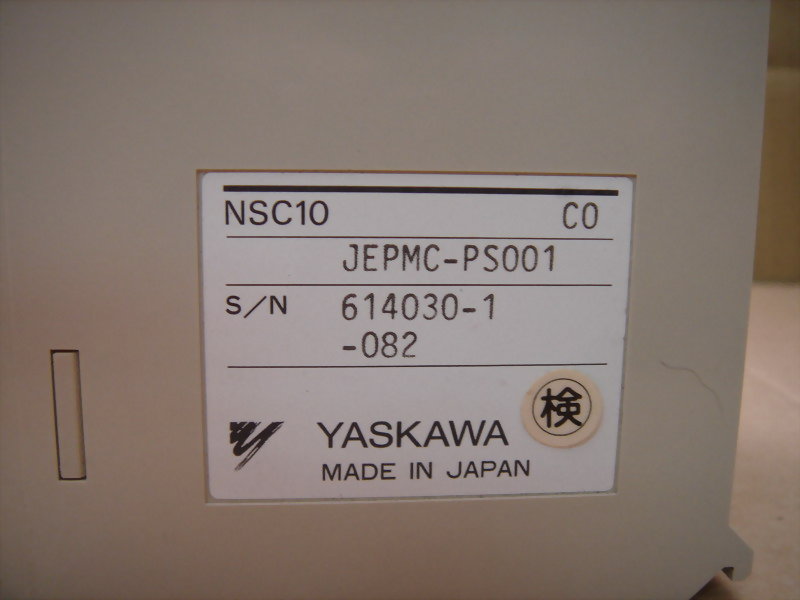 NSC10 C0
JEPMC-PS001
S/N 614030-1
-082
検
YASKAWA
MADE IN JAPAN